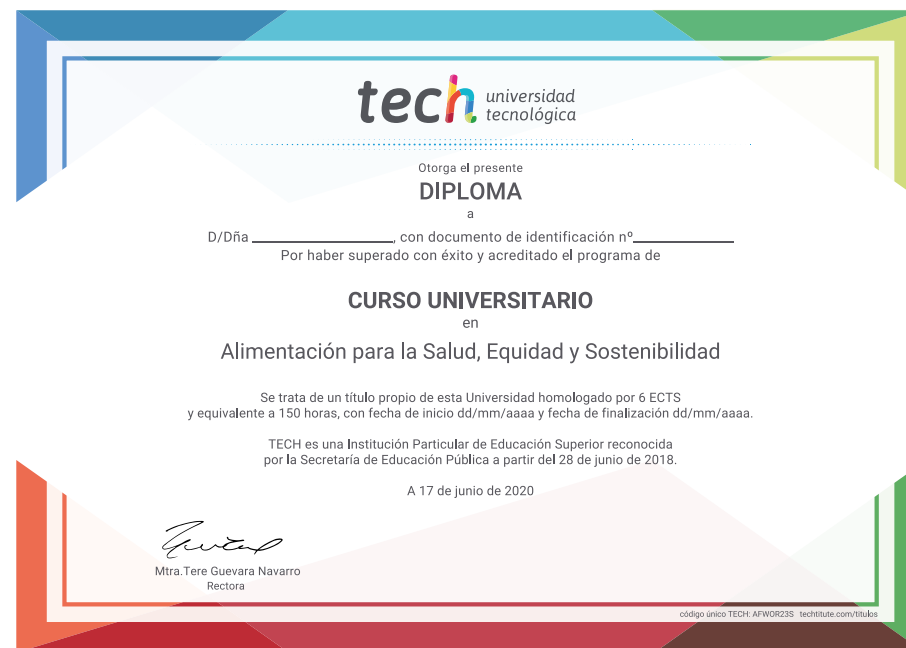 tech universidad
tecnológica
Otorga el presente
DIPLOMA
a
D/Dña ________________, con documento de identificación nº____________
Por haber superado con éxito y acreditado el programa de
CURSO UNIVERSITARIO
en
Alimentación para la Salud, Equidad y Sostenibilidad
Se trata de un título propio de esta Universidad homologado por 6 ECTS
y equivalente a 150 horas, con fecha de inicio dd/mm/aaaa y fecha de finalización dd/mm/aaaa.
TECH es una Institución Particular de Educación Superior reconocida
por la Secretaría de Educación Pública a partir del 28 de junio de 2018.
A 17 de junio de 2020
Mtra.Tere Guevara Navarro
Rectora
código único TECH: AFWOR23S techtitute.com/titulos